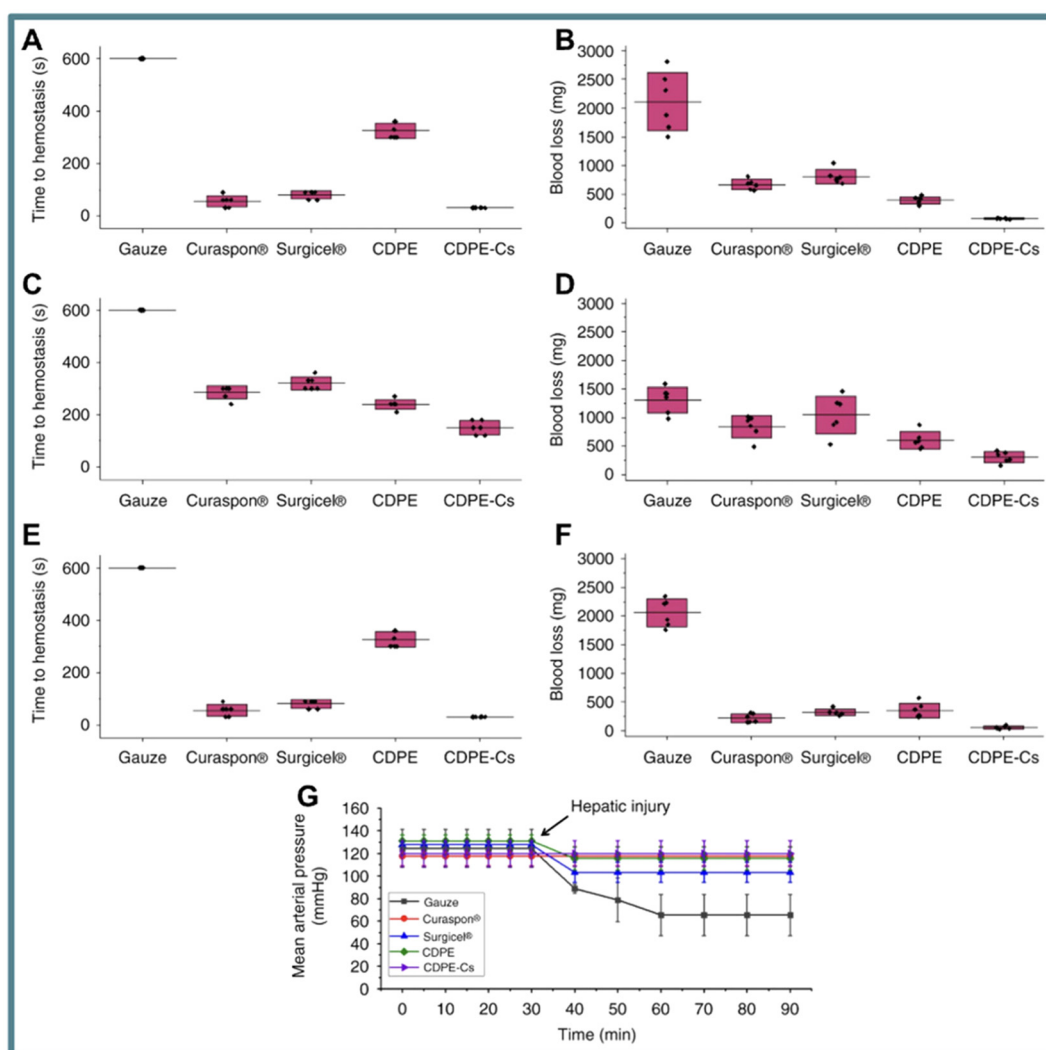 A
Time to hemostasis (s)
600
400
200
0
Gauze Curaspon® Surgicel® CDPE CDPE-Cs
B
Blood loss (mg)
3000
2500
2000
1500
1000
500
0
Gauze Curaspon® Surgicel® CDPE CDPE-Cs
C
Time to hemostasis (s)
600
400
200
0
Gauze Curaspon® Surgicel® CDPE CDPE-Cs
D
Blood loss (mg)
3000
2500
2000
1500
1000
500
0
Gauze Curaspon® Surgicel® CDPE CDPE-Cs
E
Time to hemostasis (s)
600
400
200
0
Gauze Curaspon® Surgicel® CDPE CDPE-Cs
F
Blood loss (mg)
3000
2500
2000
1500
1000
500
0
Gauze Curaspon® Surgicel® CDPE CDPE-Cs
G
Hepatic injury
Mean arterial pressure
(mmHg)
160
140
120
100
80
60
40
20
0
Gauze
Curaspon®
Surgicel®
CDPE
CDPE-Cs
0 10 20 30 40 50 60 70 80 90
Time (min)